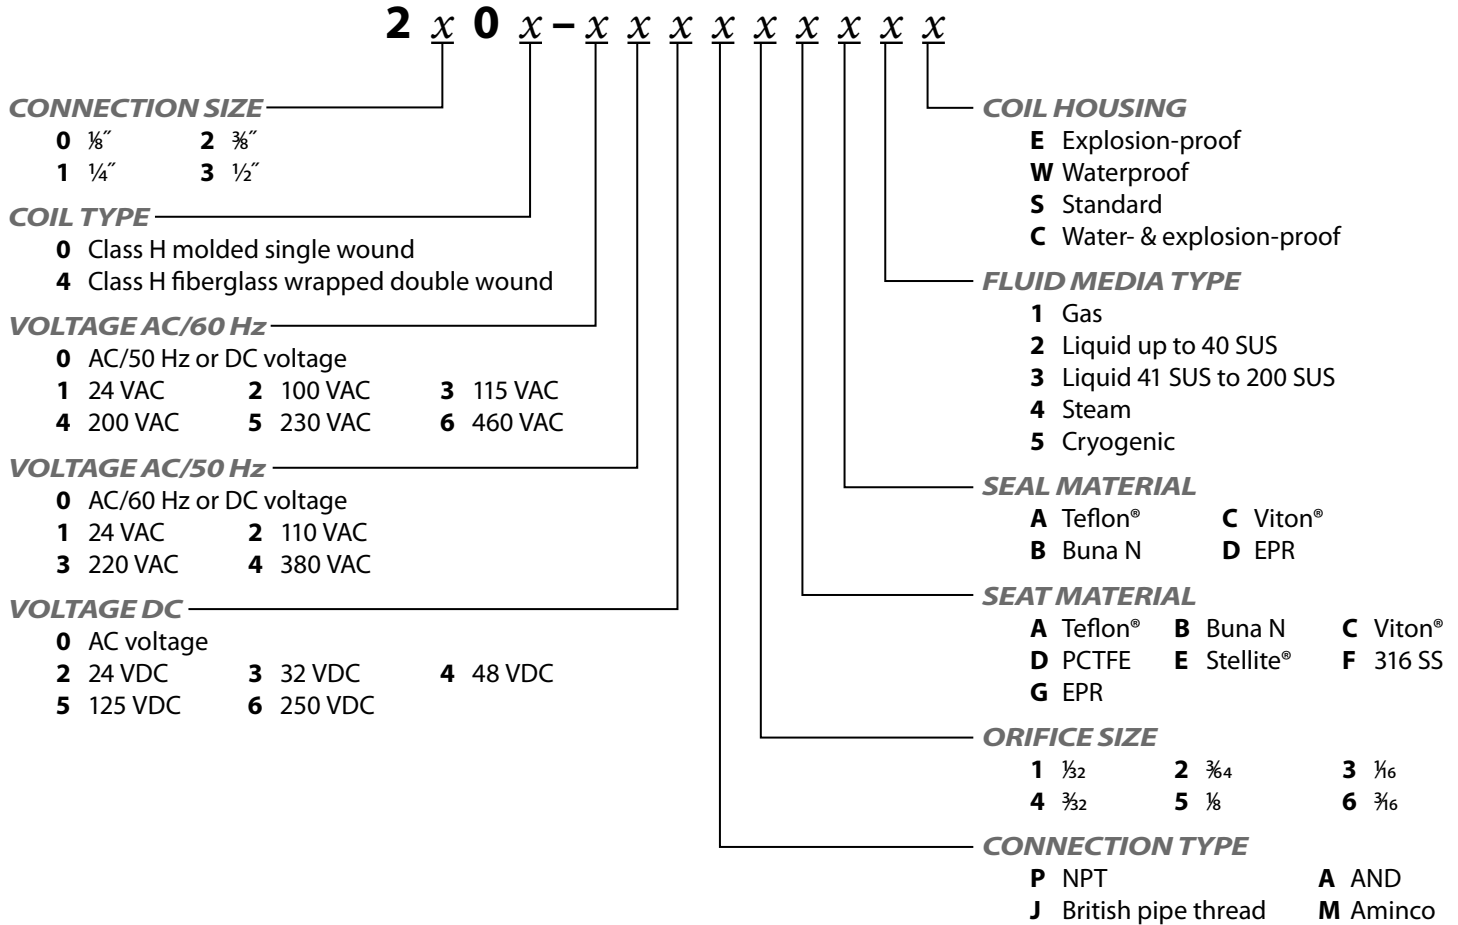 2 x 0 x – x x x x x x x x x
CONNECTION SIZE
0 ⅛″ 2 ⅜″
1 ¼″ 3 ½″
COIL TYPE
0 Class H molded single wound
4 Class H fiberglass wrapped double wound
VOLTAGE AC/60 Hz
0 AC/50 Hz or DC voltage
1 24 VAC 2 100 VAC 3 115 VAC
4 200 VAC 5 230 VAC 6 460 VAC
VOLTAGE AC/50 Hz
0 AC/60 Hz or DC voltage
1 24 VAC 2 110 VAC
3 220 VAC 4 380 VAC
VOLTAGE DC
0 AC voltage
2 24 VDC 3 32 VDC 4 48 VDC
5 125 VDC 6 250 VDC
COIL HOUSING
E Explosion-proof
W Waterproof
S Standard
C Water- & explosion-proof
FLUID MEDIA TYPE
1 Gas
2 Liquid up to 40 SUS
3 Liquid 41 SUS to 200 SUS
4 Steam
5 Cryogenic
SEAL MATERIAL
A Teflon® C Viton®
B Buna N D EPR
SEAT MATERIAL
A Teflon® B Buna N C Viton®
D PCTFE E Stellite® F 316 SS
G EPR
ORIFICE SIZE
1 1⁄32 2 3⁄64 3 1⁄16
4 3⁄32 5 ⅛ 6 3⁄16
CONNECTION TYPE
P NPT A AND
J British pipe thread M Aminco